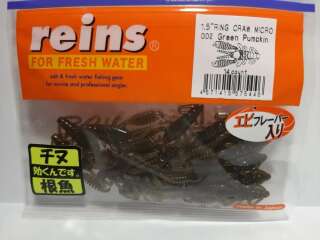 reins
FOR FRESH WATER
salt & fresh water fishing gear
for novice and professional angler
1.5"RING CRAW MICRO
002 Green Pumpkin
14 count
エビフレーバー
入り
チヌ
効くんです。
根魚